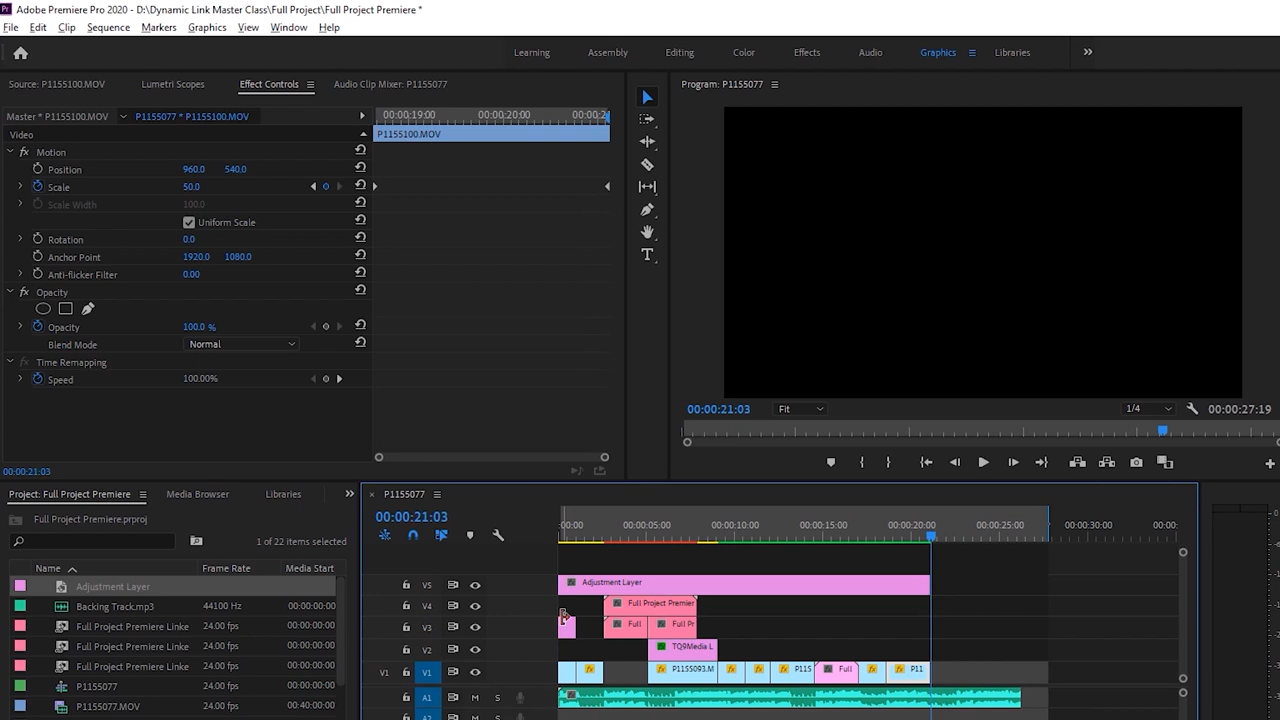 Pr Adobe Premiere Pro 2020 - D:\Dynamic Link Master Class\Full Project\Full Project Premiere *
File Edit Clip Sequence Markers Graphics View Window Help
Learning Assembly Editing Color Effects Audio Graphics Libraries
Source: P1155100.MOV Lumetri Scopes Effect Controls Audio Clip Mixer: P1155077
Program: P1155077
Master * P1155100.MOV P1155077 * P1155100.MOV
00:00:19:00 00:00:20:00 00:00:2
Video
P1155100.MOV
fx Motion
Position 960.0 540.0
Scale 50.0
Scale Width 100.0
Uniform Scale
Rotation 0.0
Anchor Point 1920.0 1080.0
Anti-flicker Filter 0.00
fx Opacity
Opacity 100.0 %
Blend Mode Normal
fx Time Remapping
Speed 100.00%
00:00:21:03
00:00:21:03 Fit 1/4 00:00:27:19
Project: Full Project Premiere Media Browser Libraries
Full Project Premiere.prproj
1 of 22 items selected
Name Frame Rate Media Start
Adjustment Layer
Backing Track.mp3 44100 Hz 00:00:00:00
Full Project Premiere Linke 24.00 fps 00:00:00:00
Full Project Premiere Linke 24.00 fps 00:00:00:00
Full Project Premiere Linke 24.00 fps 00:00:00:00
P1155077 24.00 fps 00:00:00:00
P1155077.MOV 24.00 fps 00:40:00:00
P1155077
00:00:21:03
:00:00 00:00:05:00 00:00:10:00 00:00:15:00 00:00:20:00 00:00:25:00 00:00:30:00 00:00:
V5 Adjustment Layer
V4 Full Project Premier
V3 Full Full Pr
V2 TQ9Media L
V1 V1 P1155093.M P115 Full P11
A1 M S
A2 M S
0